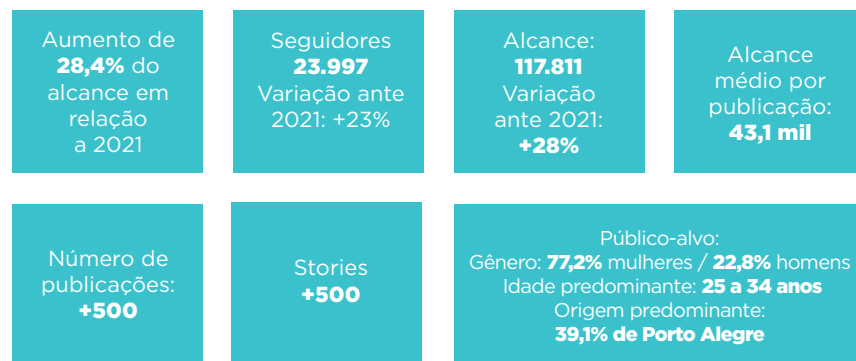 Aumento de
28,4% do
alcance em
relação
a 2021
Seguidores
23.997
Variação ante
2021: +23%
Alcance:
117.811
Variação
ante 2021:
+28%
Alcance
médio por
publicação:
43,1 mil
Número de
publicações:
+500
Stories
+500
Público-alvo:
Gênero: 77,2% mulheres / 22,8% homens
Idade predominante: 25 a 34 anos
Origem predominante:
39,1% de Porto Alegre